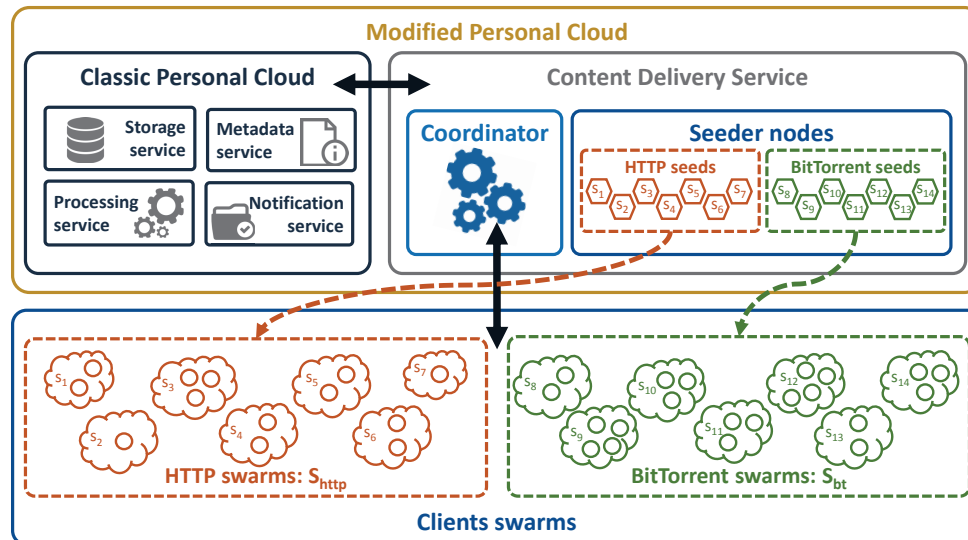 Modified Personal Cloud
Classic Personal Cloud
Storage
service
Metadata
service
Processing
service
Notification
service
Content Delivery Service
Coordinator
Seeder nodes
HTTP seeds
S1 S2 S3 S4 S5 S6 S7
BitTorrent seeds
S8 S9 S10 S11 S12 S13 S14
S1 S2 S3 S4 S5 S6 S7
HTTP swarms: Shttp
S8 S9 S10 S11 S12 S13 S14
BitTorrent swarms: Sbt
Clients swarms